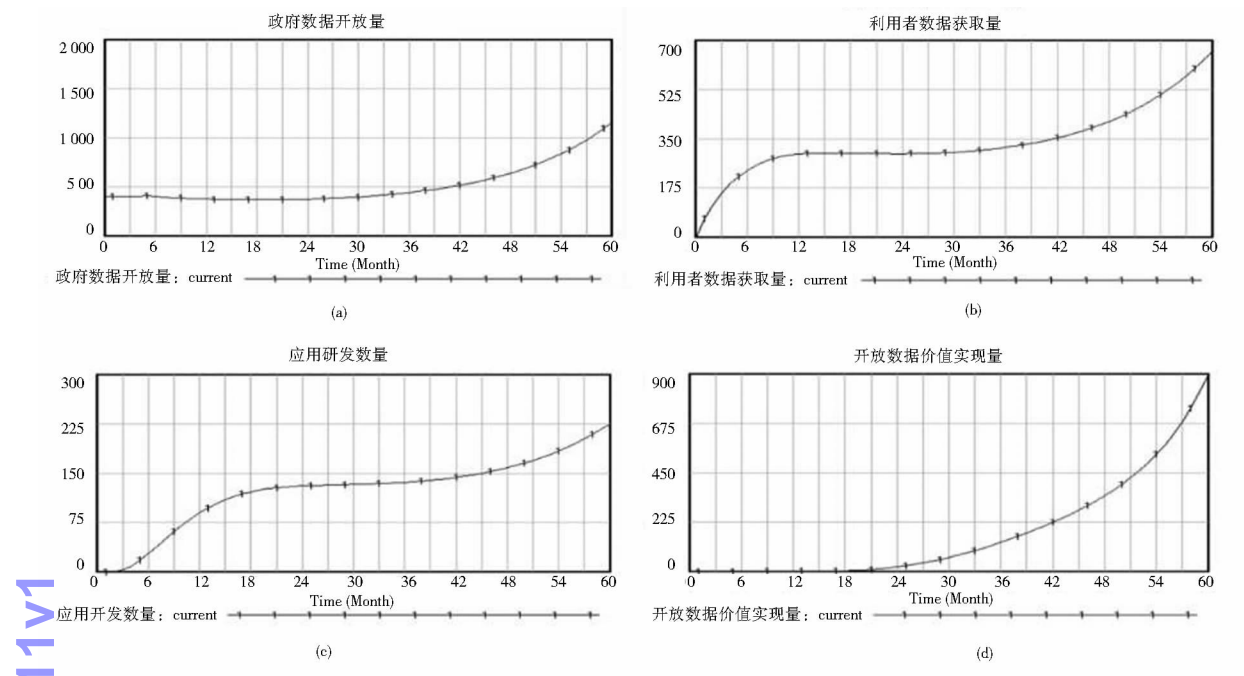 政府数据开放量
2 000
1 500
1 000
500
0
0 6 12 18 24 30 36 42 48 54 60
Time (Month)
政府数据开放量：current
(a)
利用者数据获取量
700
525
350
175
0
0 6 12 18 24 30 36 42 48 54 60
Time (Month)
利用者数据获取量：current
(b)
应用研发数量
300
225
150
75
0
0 6 12 18 24 30 36 42 48 54 60
Time (Month)
应用开发数量：current
(c)
开放数据价值实现量
900
675
450
225
0
0 6 12 18 24 30 36 42 48 54 60
Time (Month)
开放数据价值实现量：current
(d)
11v1